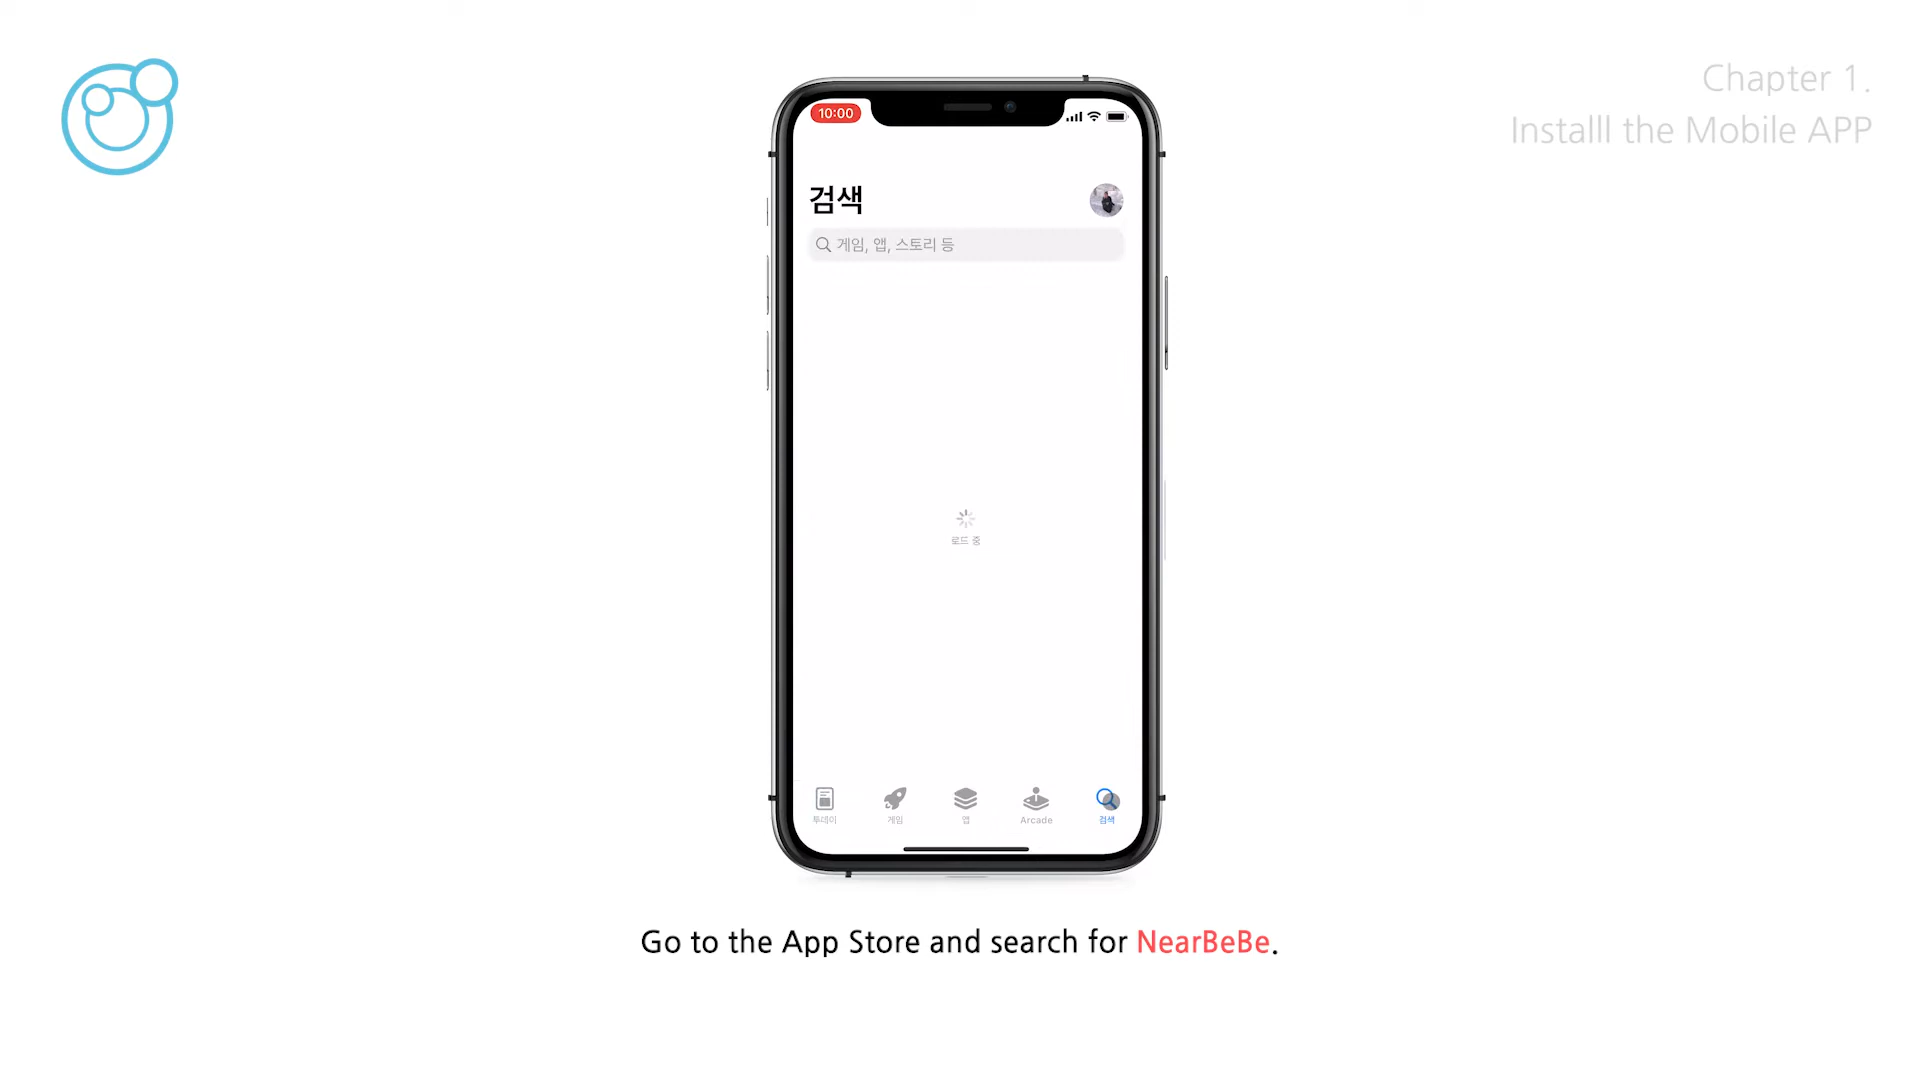 Chapter 1.
Installl the Mobile APP
10:00
검색
게임, 앱, 스토리 등
로드 중
투데이
게임
앱
Arcade
검색
Go to the App Store and search for NearBeBe.